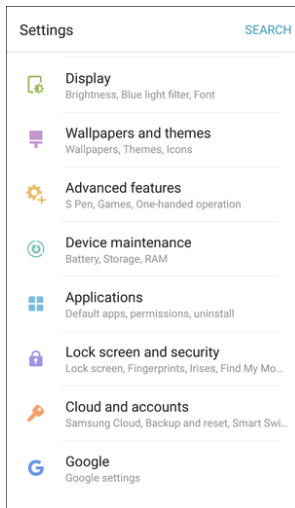 Settings SEARCH
Display
Brightness, Blue light filter, Font
Wallpapers and themes
Wallpapers, Themes, Icons
Advanced features
S Pen, Games, One-handed operation
Device maintenance
Battery, Storage, RAM
Applications
Default apps, permissions, uninstall
Lock screen and security
Lock screen, Fingerprints, Irises, Find My Mo...
Cloud and accounts
Samsung Cloud, Backup and reset, Smart Swi...
Google
Google settings